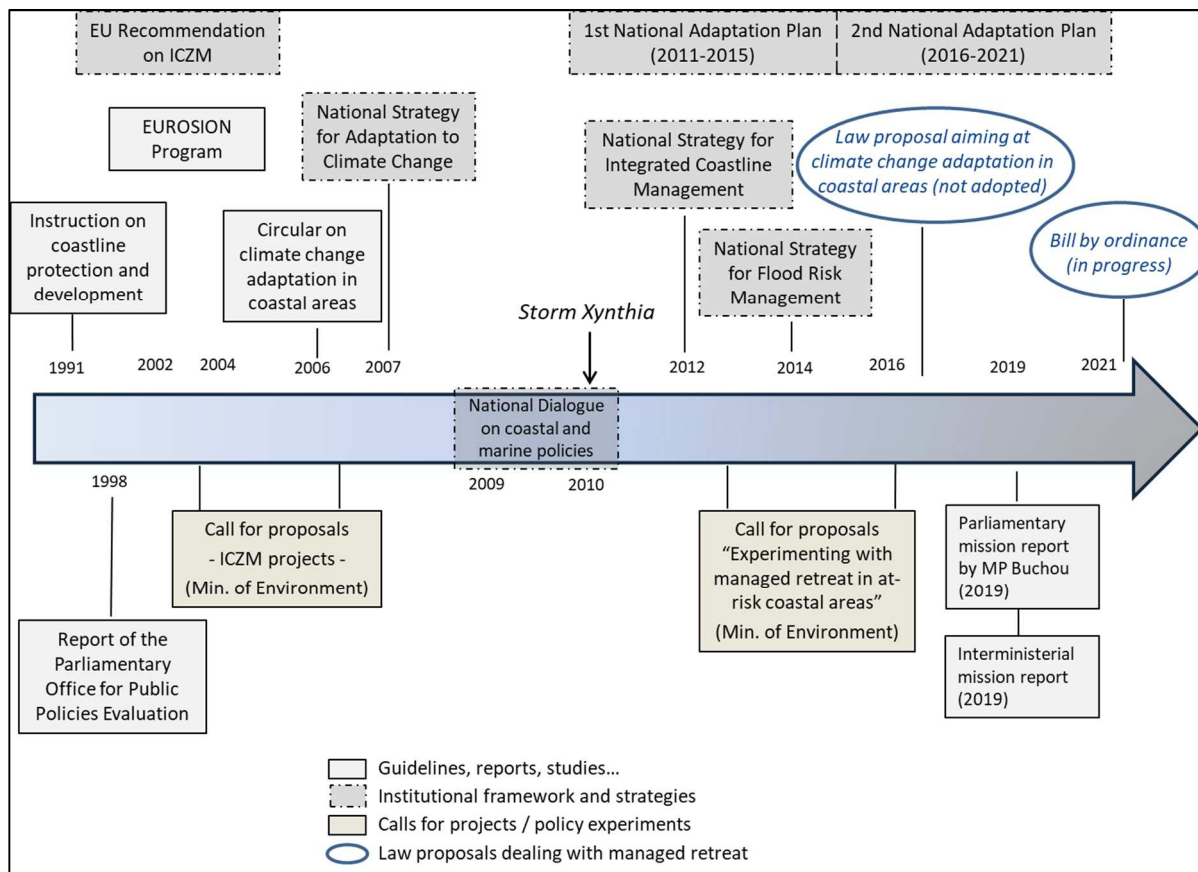 EU Recommendation
on ICZM
1st National Adaptation Plan
(2011-2015)
2nd National Adaptation Plan
(2016-2021)
EUROSION
Program
National Strategy
for Adaptation to
Climate Change
National Strategy for
Integrated Coastline
Management
Law proposal aiming at
climate change adaptation in
coastal areas (not adopted)
Instruction on
coastline
protection and
development
Circular on
climate change
adaptation in
coastal areas
National Strategy
for Flood Risk
Management
Bill by ordinance
(in progress)
Storm Xynthia
1991
2002
2004
2006
2007
2012
2014
2016
2019
2021
National Dialogue
on coastal and
marine policies
1998
2009
2010
Call for proposals
- ICZM projects -
(Min. of Environment)
Call for proposals
“Experimenting with
managed retreat in at-
risk coastal areas”
(Min. of Environment)
Parliamentary
mission report
by MP Buchou
(2019)
Report of the
Parliamentary
Office for Public
Policies Evaluation
Interministerial
mission report
(2019)
Guidelines, reports, studies...
Institutional framework and strategies
Calls for projects / policy experiments
Law proposals dealing with managed retreat